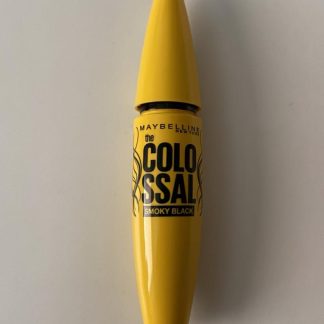 MAYBELLINE
NEW YORK
the
COLO
SSAL
SMOKY BLACK